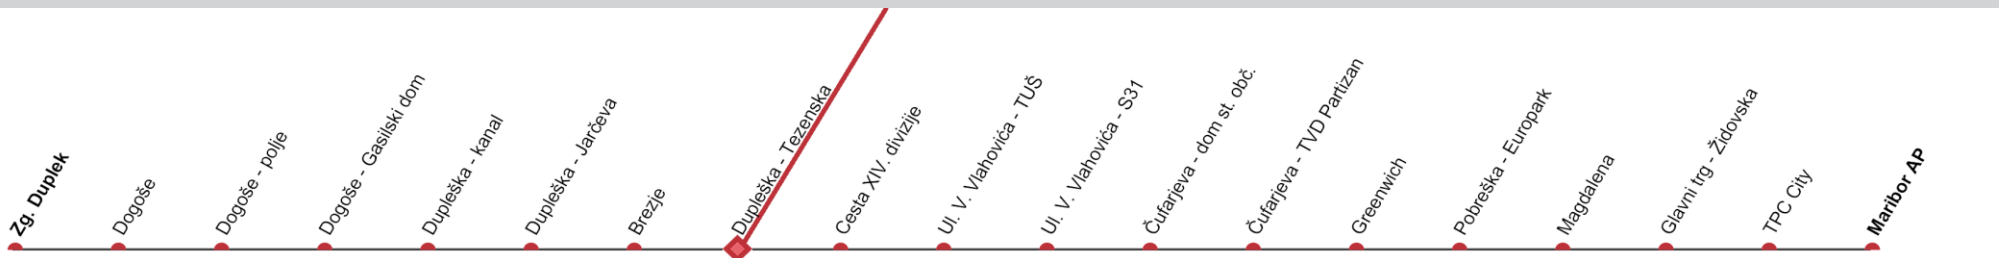 Zg. Duplek
Dogoše
Dogoše - polje
Dogoše - Gasilski dom
Dupleška - kanal
Dupleška - Jarčeva
Brezje
Dupleška - Tezenska
Cesta XIV. divizije
Ul. V. Vlahovića - TUŠ
Ul. V. Vlahovića - S31
Čufarjeva - dom st. obč.
Čufarjeva - TVD Partizan
Greenwich
Pobreška - Europark
Magdalena
Glavni trg - Židovska
TPC City
Maribor AP